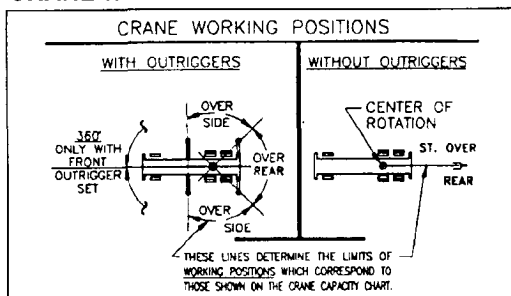 CRANE WORKING POSITIONS
WITH OUTRIGGERS
OVER
SIDE
360°
ONLY WITH
FRONT
OUTRIGGER
SET
OVER
REAR
OVER
SIDE
WITHOUT OUTRIGGERS
CENTER OF
ROTATION
ST. OVER
REAR
THESE LINES DETERMINE THE LIMITS OF
WORKING POSITIONS WHICH CORRESPOND TO
THOSE SHOWN ON THE CRANE CAPACITY CHART.